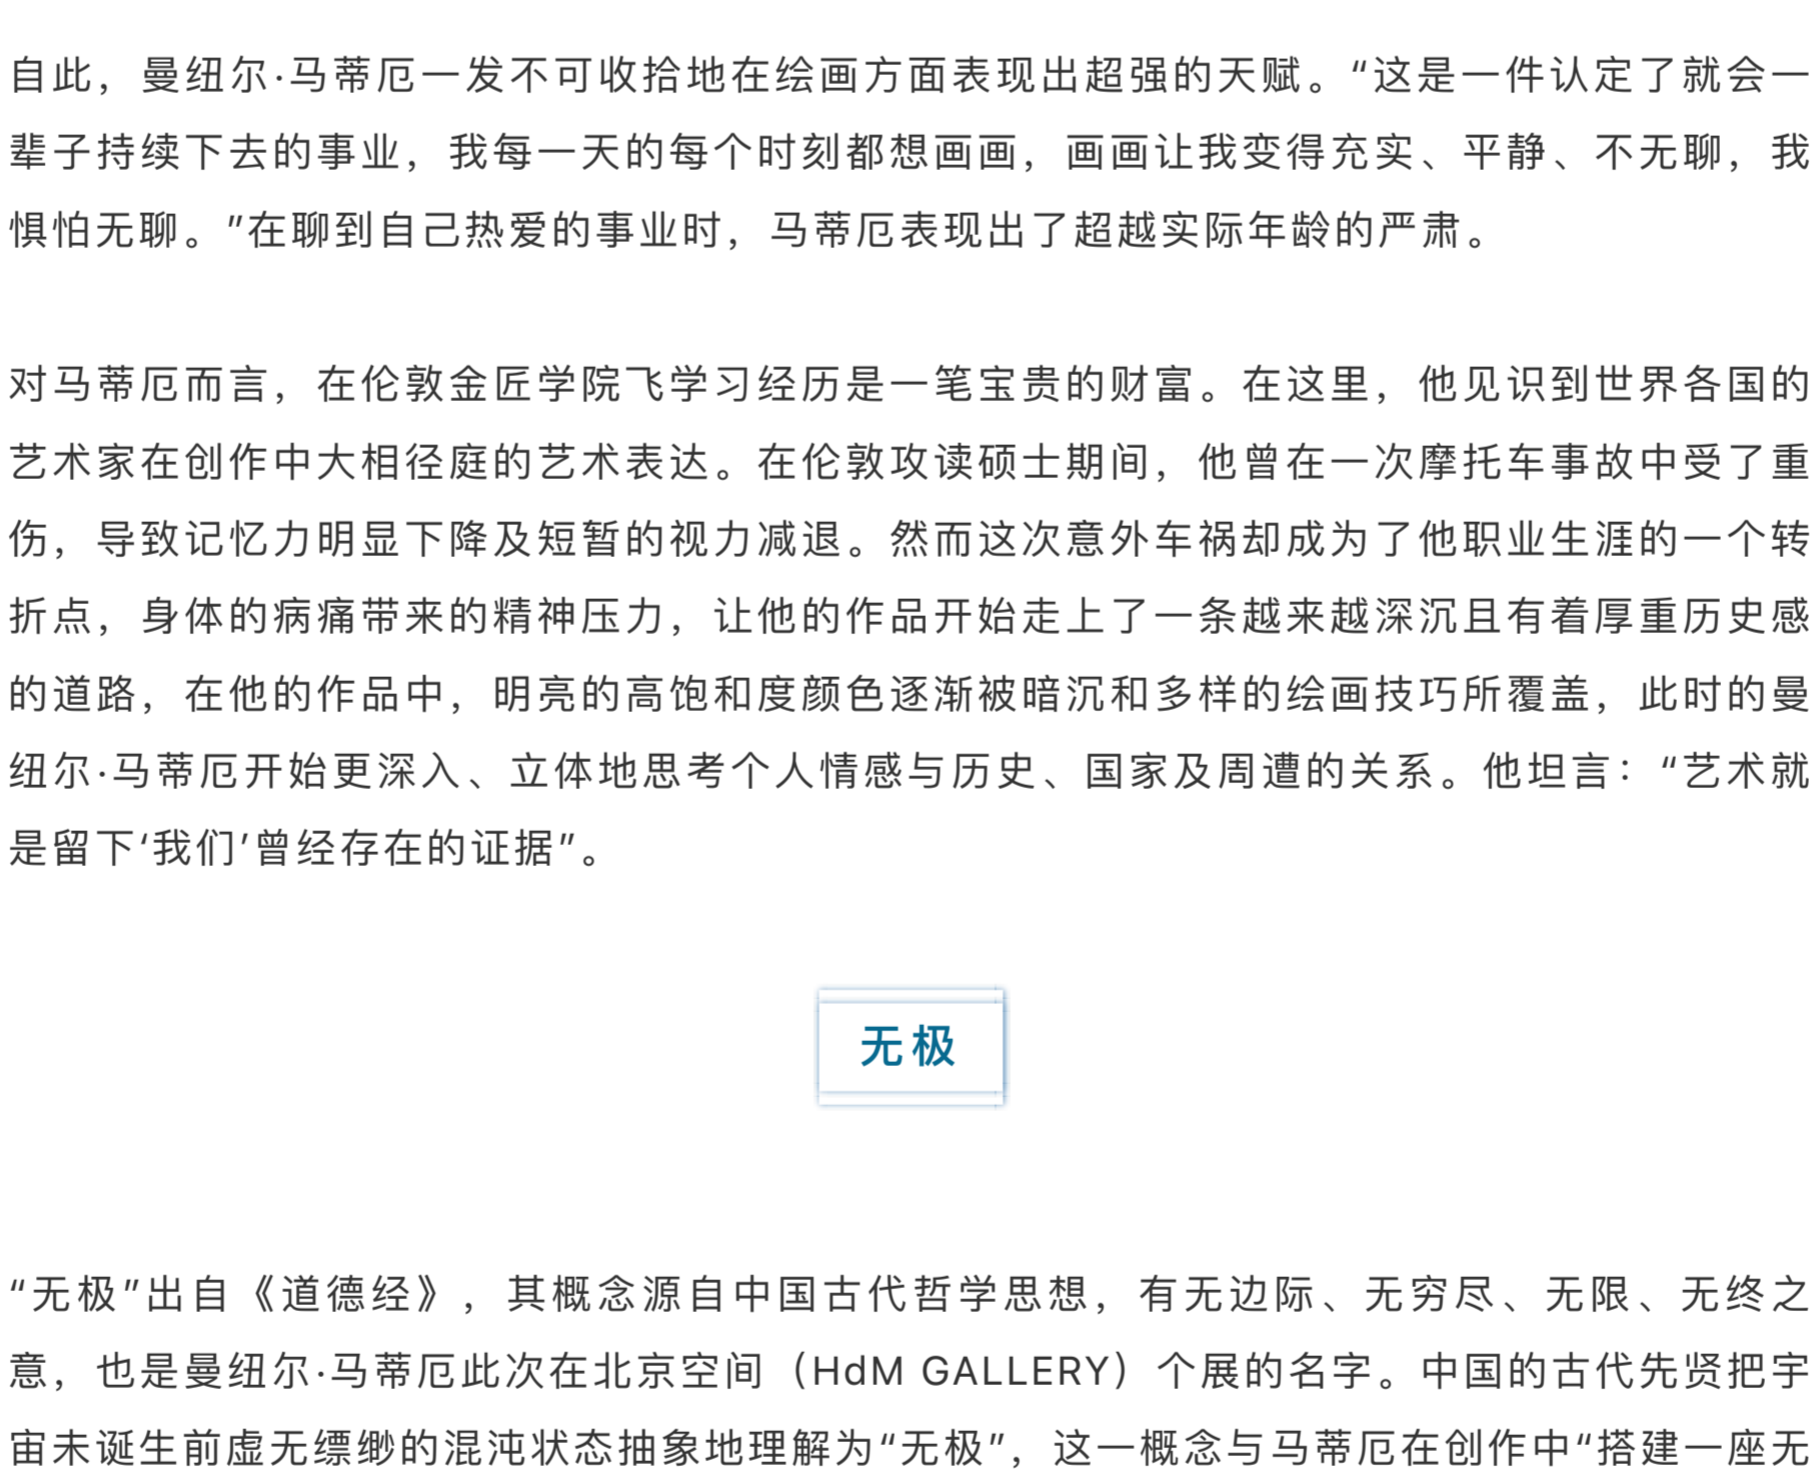 自此，曼纽尔·马蒂厄一发不可收拾地在绘画方面表现出超强的天赋。“这是一件认定了就会一
辈子持续下去的事业，我每一天的每个时刻都想画画，画画让我变得充实、平静、不无聊，我
惧怕无聊。”在聊到自己热爱的事业时，马蒂厄表现出了超越实际年龄的严肃。
对马蒂厄而言，在伦敦金匠学院飞学习经历是一笔宝贵的财富。在这里，他见识到世界各国的
艺术家在创作中大相径庭的艺术表达。在伦敦攻读硕士期间，他曾在一次摩托车事故中受了重
伤，导致记忆力明显下降及短暂的视力减退。然而这次意外车祸却成为了他职业生涯的一个转
折点，身体的病痛带来的精神压力，让他的作品开始走上了一条越来越深沉且有着厚重历史感
的道路，在他的作品中，明亮的高饱和度颜色逐渐被暗沉和多样的绘画技巧所覆盖，此时的曼
纽尔·马蒂厄开始更深入、立体地思考个人情感与历史、国家及周遭的关系。他坦言：“艺术就
是留下‘我们’曾经存在的证据”。
无极
“无极”出自《道德经》，其概念源自中国古代哲学思想，有无边际、无穷尽、无限、无终之
意，也是曼纽尔·马蒂厄此次在北京空间（HdM GALLERY）个展的名字。中国的古代先贤把宇
宙未诞生前虚无缥缈的混沌状态抽象地理解为“无极”，这一概念与马蒂厄在创作中“搭建一座无